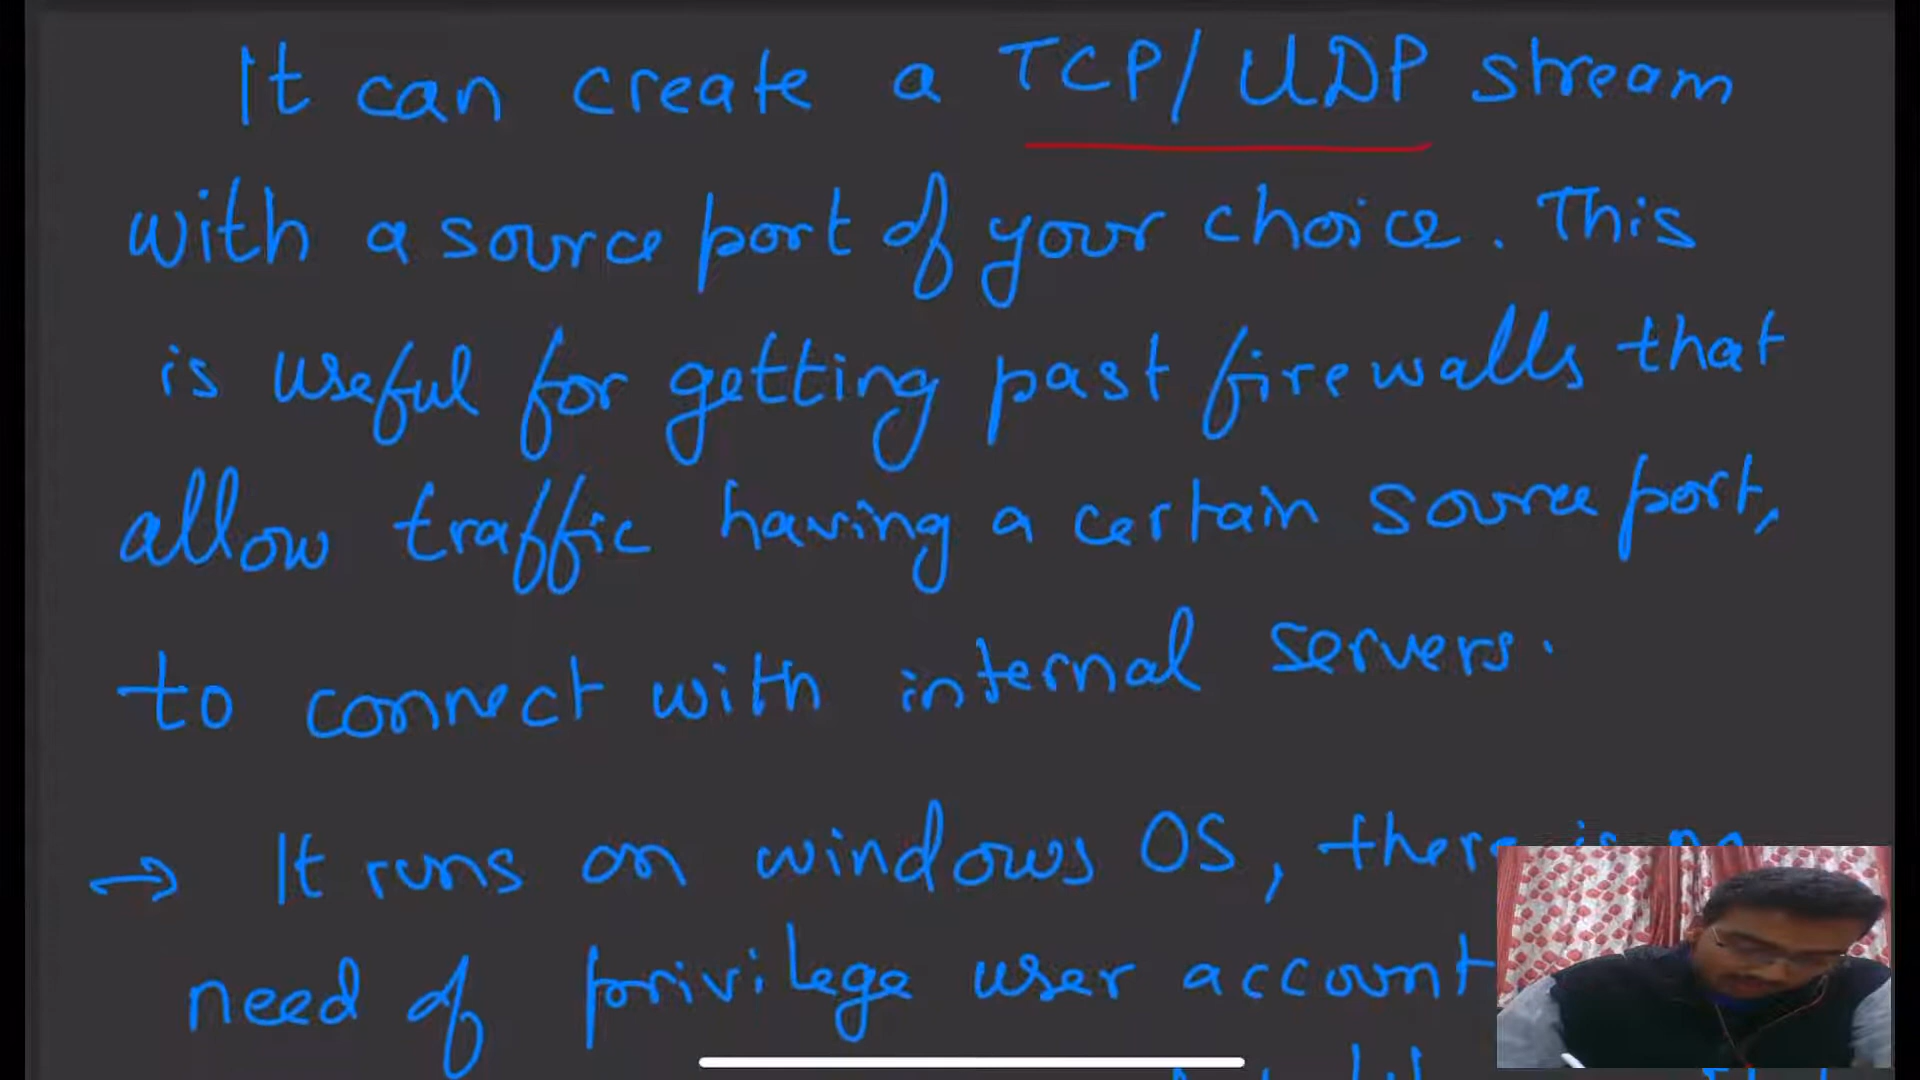 It can create a TCP/UDP stream
with a source port of your choice. This
is useful for getting past firewalls that
allow traffic having a certain source port,
to connect with internal servers.
→ It runs on windows OS, there is no
need of privilege user account